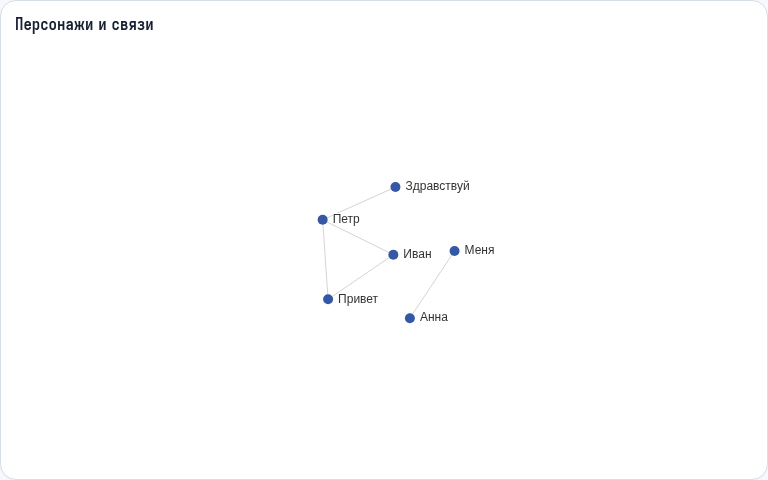 Персонажи и связи
Здравствуй
Петр
Меня
Иван
Привет
Анна